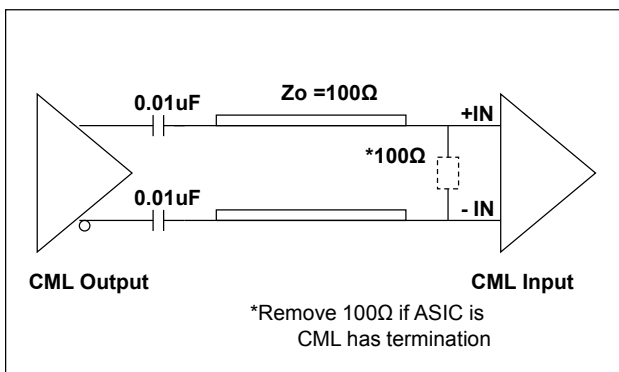 0.01uF
Zo =100Ω
+IN
*100Ω
0.01uF
- IN
CML Output
CML Input
*Remove 100Ω if ASIC is
CML has termination